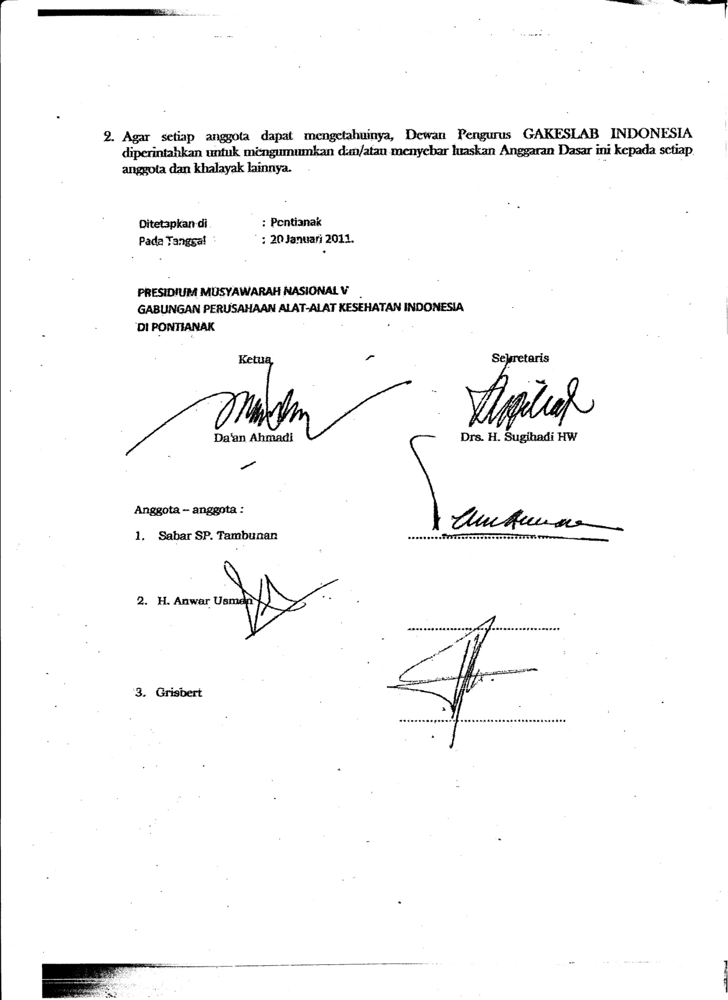 2. Agar setiap anggota dapat mengetahuinya, Dewan Pengurus GAKESLAB INDONESIA
diperintahkan untuk mengumumkan dan/atau menyebar luaskan Anggaran Dasar ini kepada setiap
anggota dan khalayak lainnya.
Ditetapkan di : Pontianak
Pada Tanggal : 20 Januari 2011.
PRESIDIUM MUSYAWARAH NASIONAL V
GABUNGAN PERUSAHAAN ALAT-ALAT KESEHATAN INDONESIA
DI PONTIANAK
Ketua Sekretaris
Da'an Ahmadi Drs. H. Sugihadi HW
Anggota – anggota :
1. Sabar SP. Tambunan
2. H. Anwar Usman
3. Grisbert